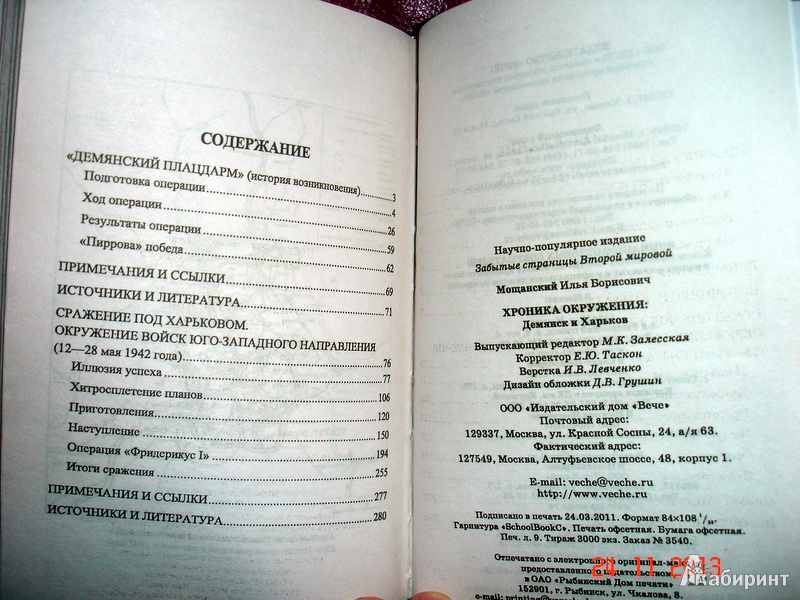 СОДЕРЖАНИЕ
«ДЕМЯНСКИЙ ПЛАЦДАРМ» (история возникновения)..........3
Подготовка операции..........4
Ход операции..........26
Результаты операции..........59
«Пиррова» победа..........62
ПРИМЕЧАНИЯ И ССЫЛКИ..........69
ИСТОЧНИКИ И ЛИТЕРАТУРА..........71
СРАЖЕНИЕ ПОД ХАРЬКОВОМ.
ОКРУЖЕНИЕ ВОЙСК ЮГО-ЗАПАДНОГО НАПРАВЛЕНИЯ
(12—28 мая 1942 года)..........76
Иллюзия успеха..........77
Хитросплетение планов..........106
Приготовления..........120
Наступление..........150
Операция «Фридерикус I»..........194
Итоги сражения..........255
ПРИМЕЧАНИЯ И ССЫЛКИ..........277
ИСТОЧНИКИ И ЛИТЕРАТУРА..........280
Научно-популярное издание
Забытые страницы Второй мировой
Мощанский Илья Борисович
ХРОНИКА ОКРУЖЕНИЯ:
Демянск и Харьков
Выпускающий редактор М.К. Залесская
Корректор Е.Ю. Таскон
Верстка И.В. Левченко
Дизайн обложки Д.В. Грушин
ООО «Издательский дом «Вече»
Почтовый адрес:
129337, Москва, ул. Красной Сосны, 24, а/я 63.
Фактический адрес:
127549, Москва, Алтуфьевское шоссе, 48, корпус 1.
E-mail: veche@veche.ru
http://www.veche.ru
Подписано в печать 24.03.2011. Формат 84×108 1/32.
Гарнитура «SchoolBookC». Печать офсетная. Бумага офсетная.
Печ. л. 9. Тираж 3000 экз. Заказ № 3540.
Отпечатано с электронного оригинал-мак
предоставленного издательством,
в ОАО «Рыбинский Дом печати»
152901, г. Рыбинск, ул. Чкалова, 8.
e-mail: printing@
24 11 2013
Лабиринт